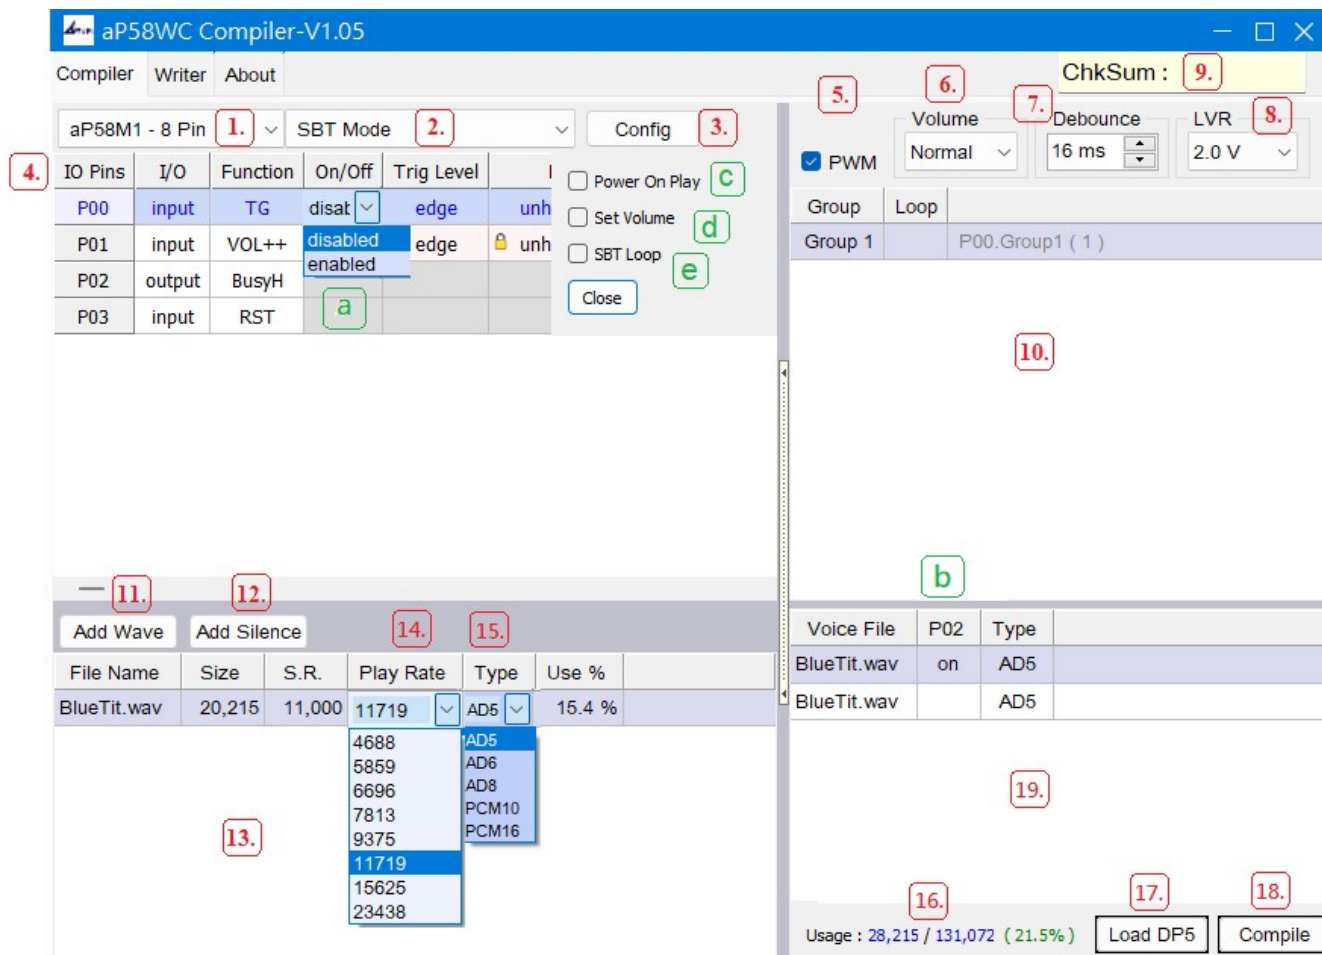 aP58WC Compiler-V1.05
Compiler Writer About
ChkSum : 9.
5. 6. 7. 8.
Volume Debounce LVR
aP58M1 - 8 Pin 1. SBT Mode 2. Config 3.
PWM Normal 16 ms 2.0 V
4. IO Pins I/O Function On/Off Trig Level
P00 input TG disat edge unh
P01 input VOL++ edge unh
disabled
enabled
P02 output BusyH
P03 input RST
a
Power On Play c
Set Volume d
SBT Loop e
Close
Group Loop
Group 1 P00.Group1 ( 1 )
10.
11. 12.
Add Wave Add Silence 14. 15.
File Name Size S.R. Play Rate Type Use %
BlueTit.wav 20,215 11,000 11719 AD5 15.4 %
4688
5859
6696
7813
9375
11719
15625
23438
AD5
AD6
AD8
PCM10
PCM16
13.
b
Voice File P02 Type
BlueTit.wav on AD5
BlueTit.wav AD5
19.
16. 17. 18.
Usage : 28,215 / 131,072 ( 21.5% ) Load DP5 Compile